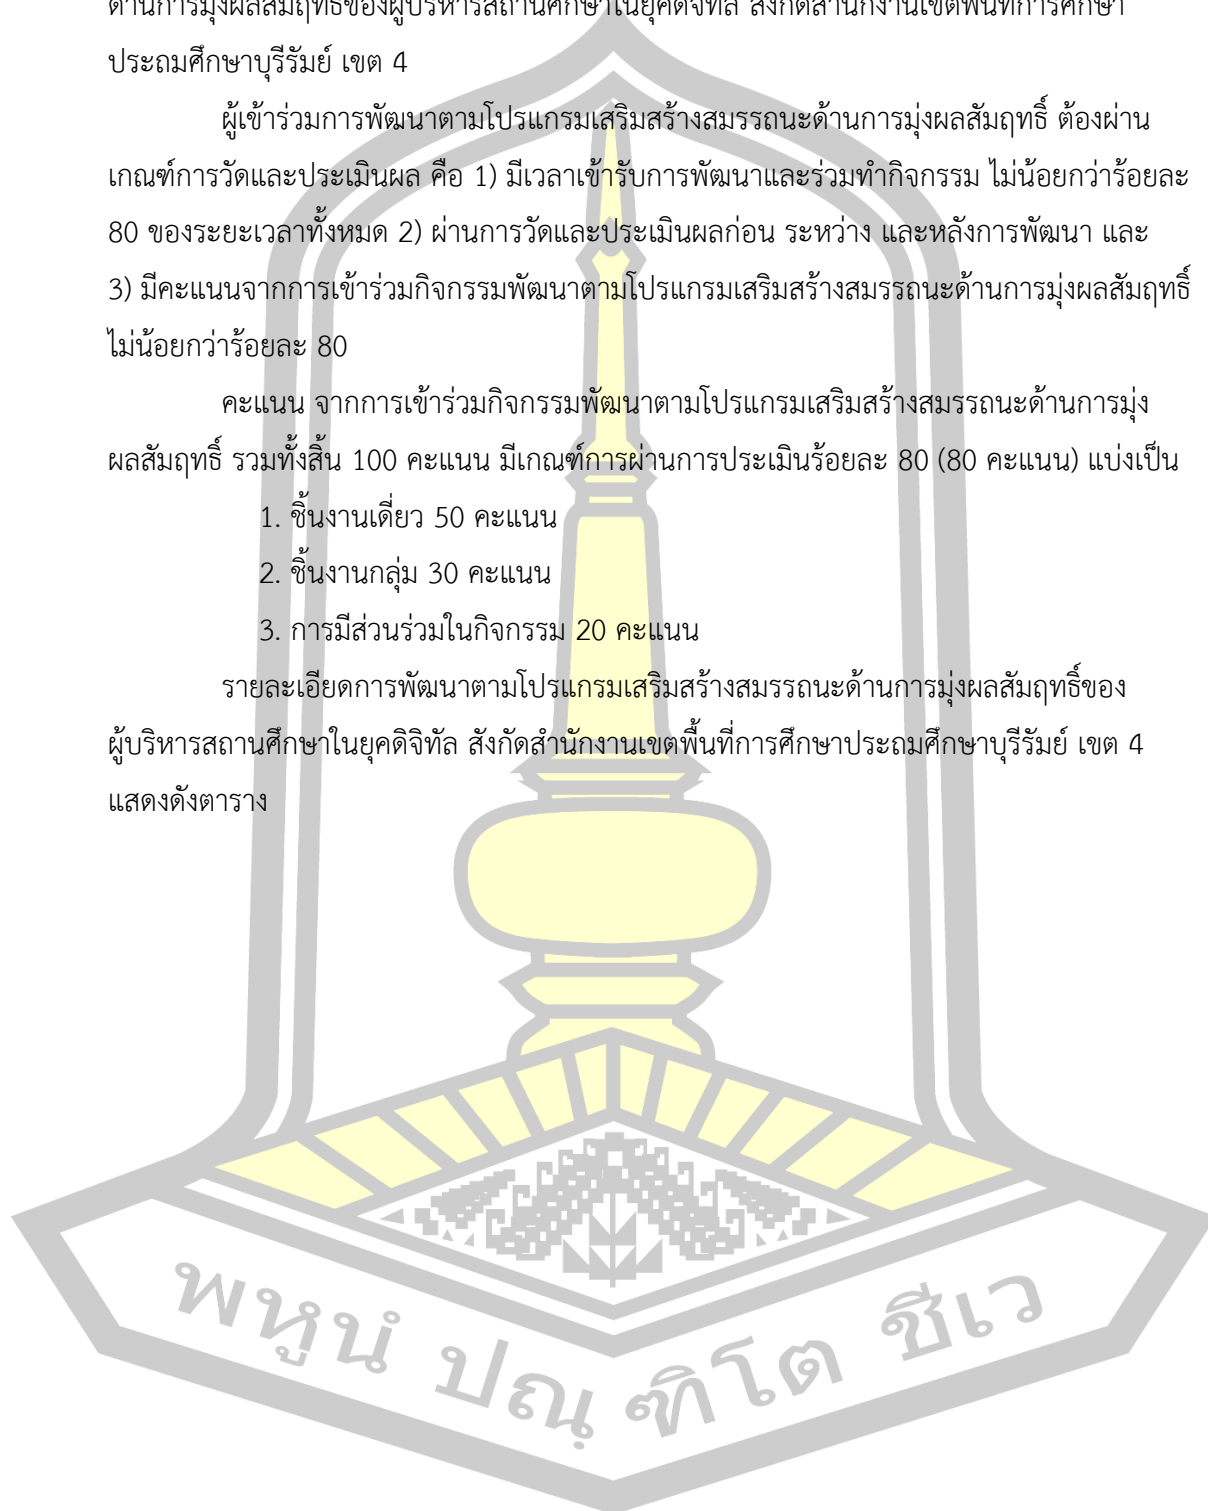 ด้านการมุ่งผลสัมฤทธิ์ของผู้บริหารสถานศึกษาในยุคดิจิทัล สังกัดสำนักงานเขตพื้นที่การศึกษา
ประถมศึกษาบุรีรัมย์ เขต 4
ผู้เข้าร่วมการพัฒนาตามโปรแกรมเสริมสร้างสมรรถนะด้านการมุ่งผลสัมฤทธิ์ ต้องผ่าน
เกณฑ์การวัดและประเมินผล คือ 1) มีเวลาเข้ารับการพัฒนาและร่วมทำกิจกรรม ไม่น้อยกว่าร้อยละ
80 ของระยะเวลาทั้งหมด 2) ผ่านการวัดและประเมินผลก่อน ระหว่าง และหลังการพัฒนา และ
3) มีคะแนนจากการเข้าร่วมกิจกรรมพัฒนาตามโปรแกรมเสริมสร้างสมรรถนะด้านการมุ่งผลสัมฤทธิ์
ไม่น้อยกว่าร้อยละ 80
คะแนน จากการเข้าร่วมกิจกรรมพัฒนาตามโปรแกรมเสริมสร้างสมรรถนะด้านการมุ่ง
ผลสัมฤทธิ์ รวมทั้งสิ้น 100 คะแนน มีเกณฑ์การผ่านการประเมินร้อยละ 80 (80 คะแนน) แบ่งเป็น
1. ชิ้นงานเดี่ยว 50 คะแนน
2. ชิ้นงานกลุ่ม 30 คะแนน
3. การมีส่วนร่วมในกิจกรรม 20 คะแนน
รายละเอียดการพัฒนาตามโปรแกรมเสริมสร้างสมรรถนะด้านการมุ่งผลสัมฤทธิ์ของ
ผู้บริหารสถานศึกษาในยุคดิจิทัล สังกัดสำนักงานเขตพื้นที่การศึกษาประถมศึกษาบุรีรัมย์ เขต 4
แสดงดังตาราง
พหูนํ ปณฺฑิโต ชีเว